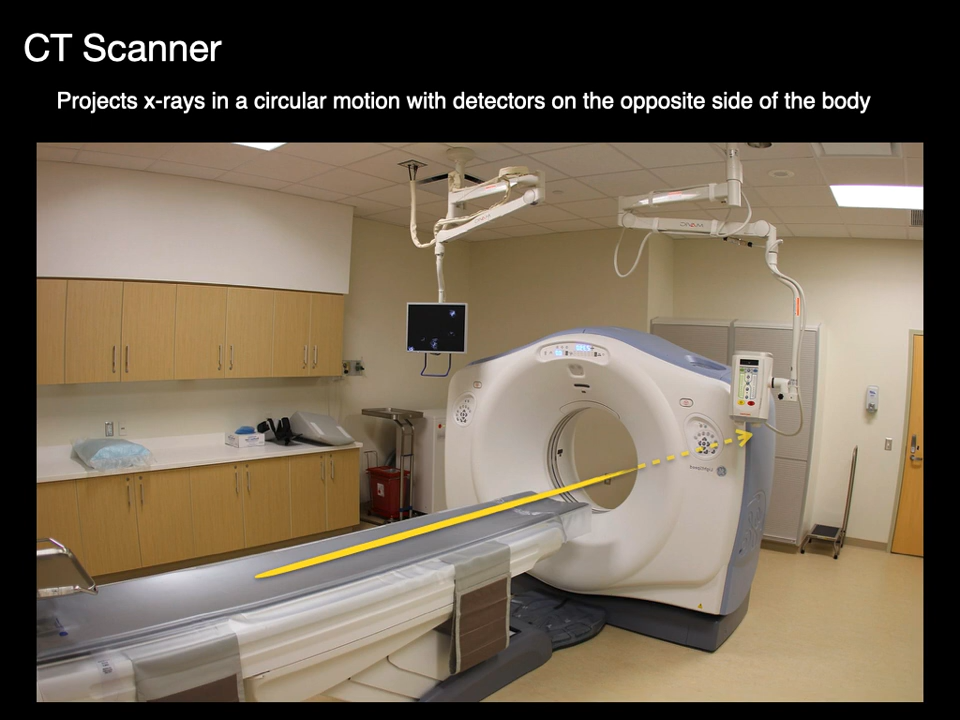 CT Scanner
Projects x-rays in a circular motion with detectors on the opposite side of the body